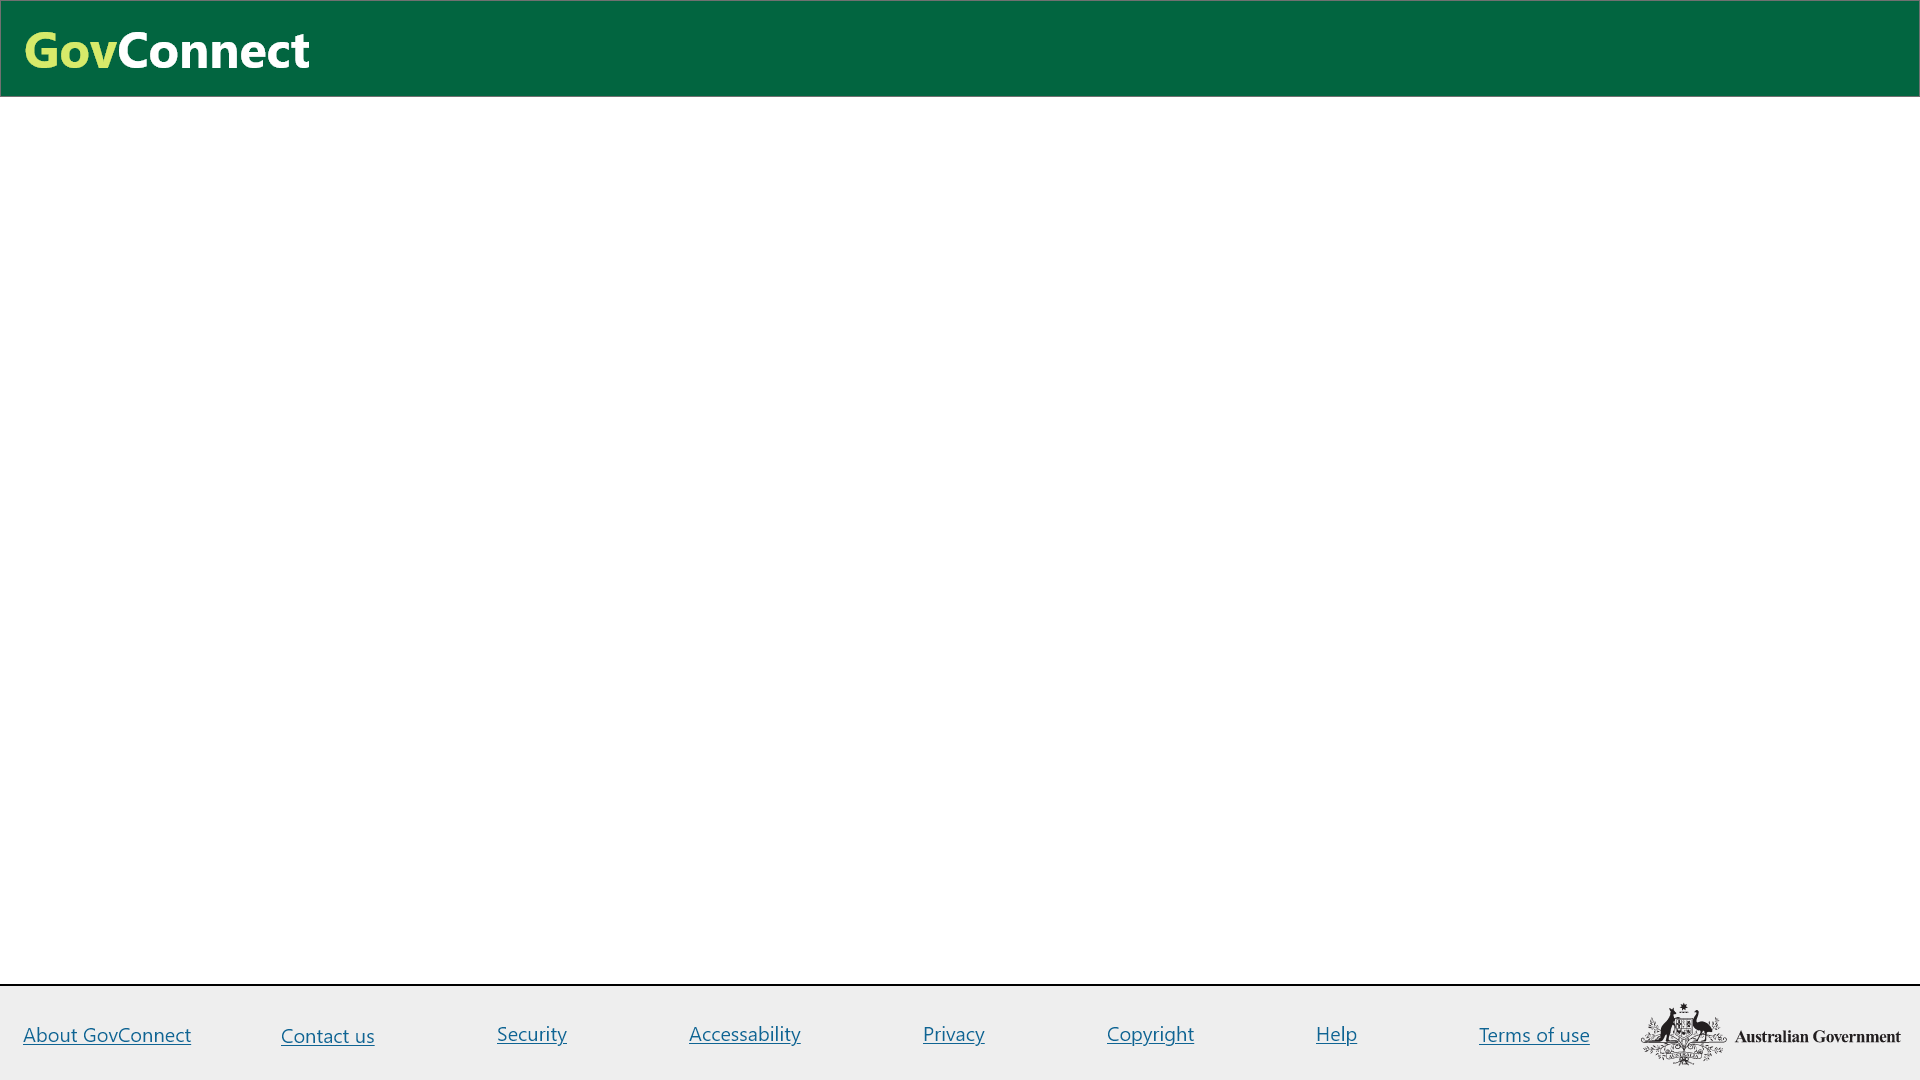 GovConnect
About GovConnect
Contact us
Security
Accessability
Privacy
Copyright
Help
Terms of use
Australian Government